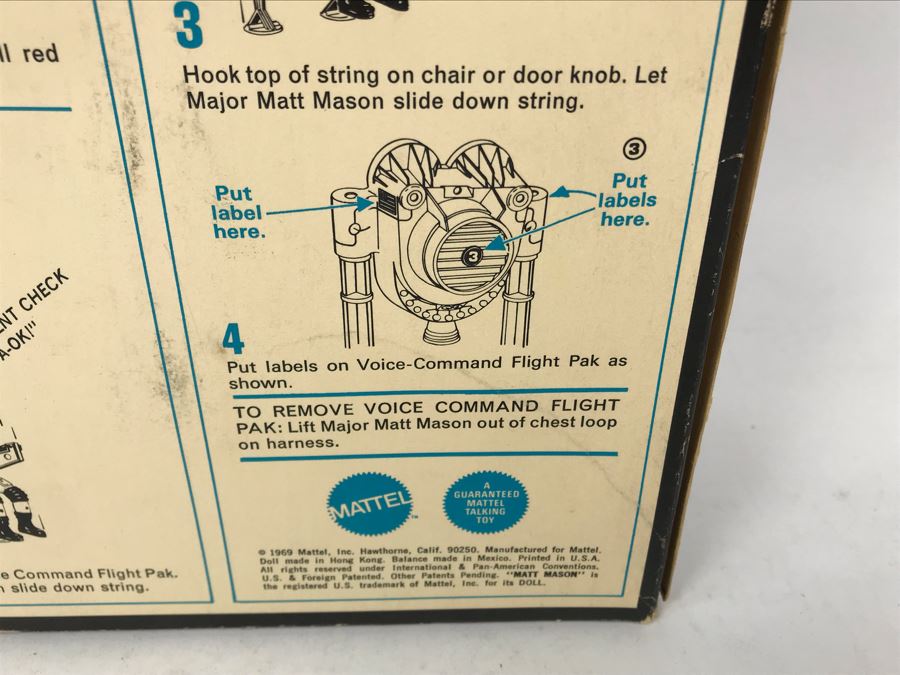 ll red
ENT CHECK
A-OK!"
e Command Flight Pak.
n slide down string.
3
Hook top of string on chair or door knob. Let
Major Matt Mason slide down string.
3
Put
label
here.
Put
labels
here.
3
4
Put labels on Voice-Command Flight Pak as
shown.
TO REMOVE VOICE COMMAND FLIGHT
PAK: Lift Major Matt Mason out of chest loop
on harness.
MATTEL™
A
GUARANTEED
MATTEL
TALKING
TOY
© 1969 Mattel, Inc. Hawthorne, Calif. 90250. Manufactured for Mattel.
Doll made in Hong Kong. Balance made in Mexico. Printed in U.S.A.
All rights reserved under International & Pan-American Conventions.
U.S. & Foreign Patented. Other Patents Pending. "MATT MASON" is
the registered U.S. trademark of Mattel, Inc. for its DOLL.